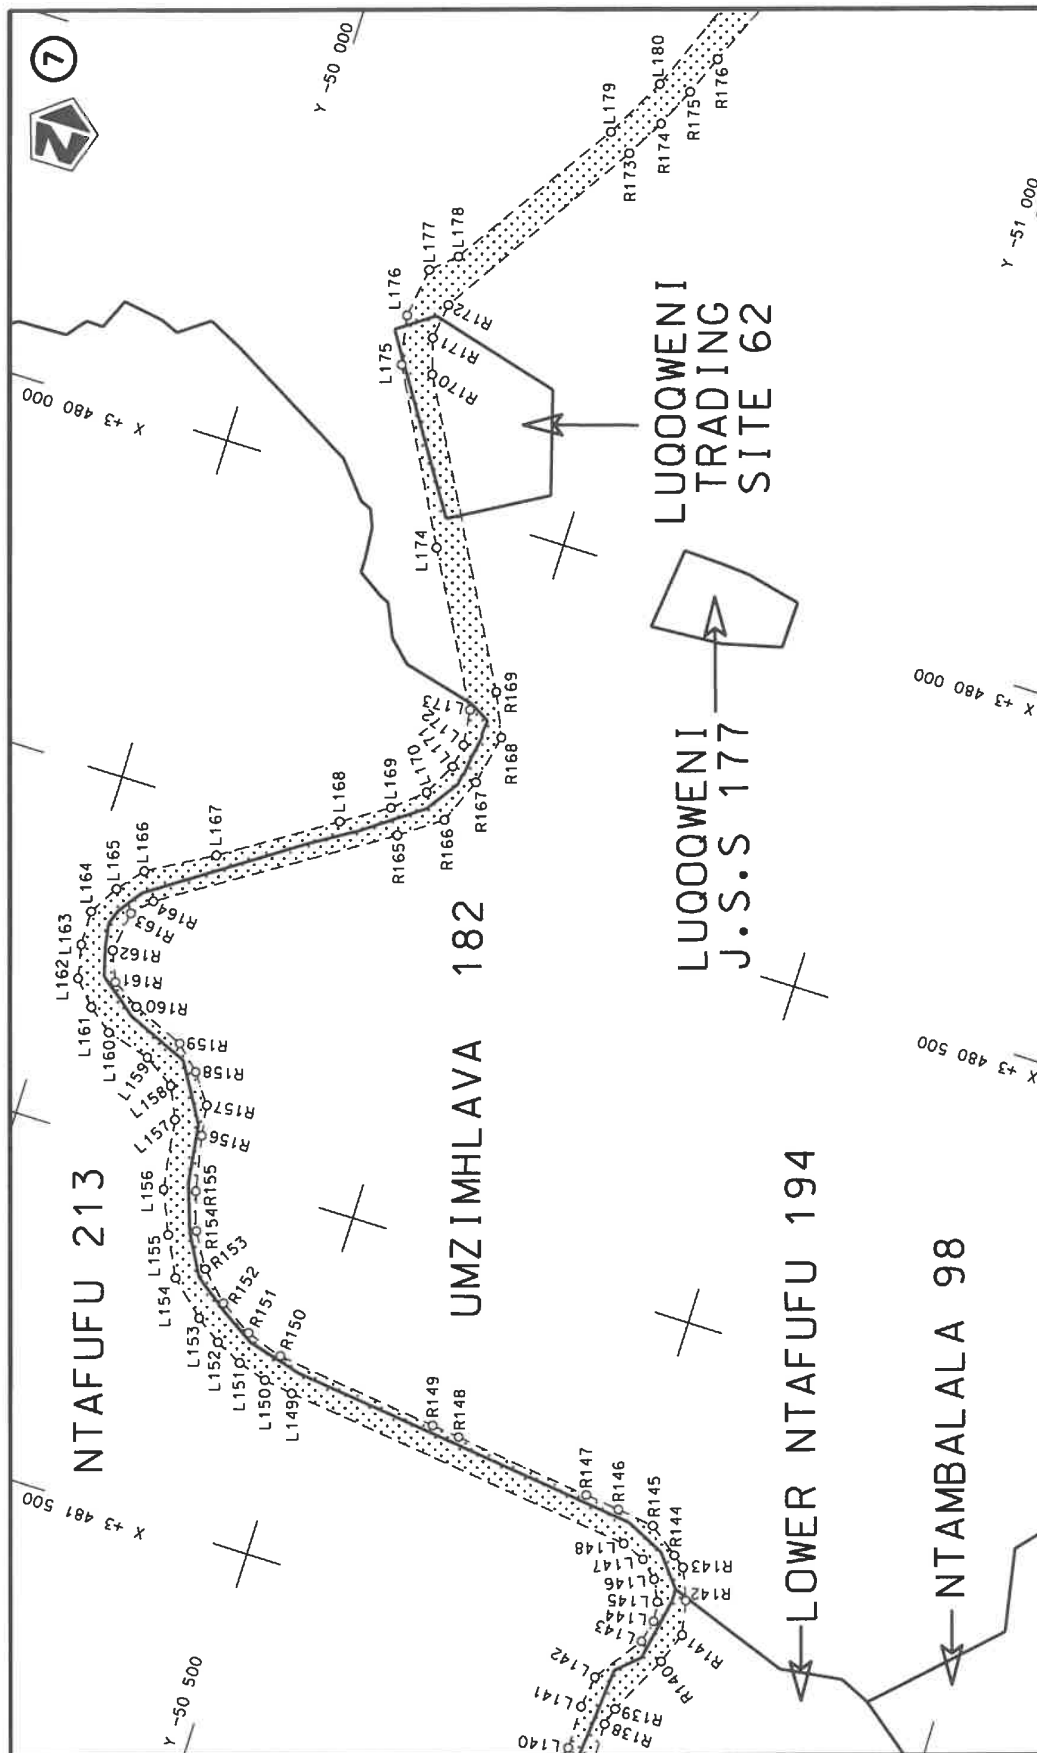 7
N
Y -50 000
L180
L179
R176
R175
R174
R173
Y -51 000
L178
L177
L176
L175
R172
R171
R170
L174
X +3 480 000
LUQOQWENI
TRADING
SITE 62
L173
L172
L171
L170
L169
L168
R169
R168
R167
R166
R165
X +3 480 000
LUQOQWENI
J.S.S 177
L167
L166
L165
L164
L163
L162
L161
L160
L159
L158
L157
L156
L155
L154
L153
L152
L151
L150
L149
R164
R163
R162
R161
R160
R159
R158
R157
R156
R155
R154
R153
R152
R151
R150
R149
R148
UMZIMHLAVA 182
X +3 480 500
NTAFUFU 213
X +3 481 500
R147
R146
R145
R144
R143
R142
R141
R140
R139
R138
L148
L147
L146
L145
L144
L143
L142
L141
L140
LOWER NTAFUFU 194
NTAMBALALA 98
Y -50 500